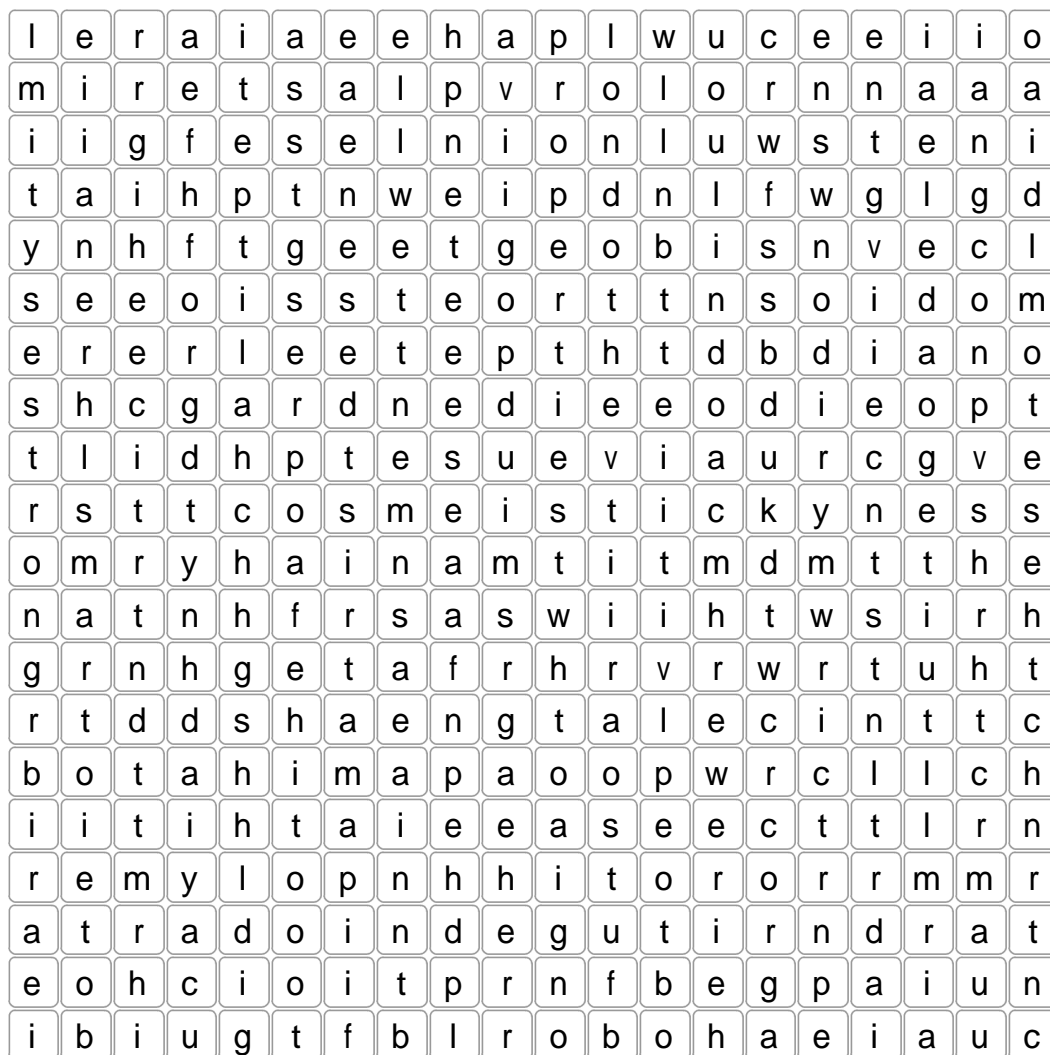 l e r a i a e e h a p l w u c e e i i o
m i r e t s a l p v r o l o r n n a a a
i i g f e s e l n i o n l u w s t e n i
t a i h p t n w e i p d n l f w g l g d
y n h f t g e e t g e o b i s n v e c l
s e e o i s s t e o r t t n s o i d o m
e r e r l e e t e p t h t d b d i a n o
s h c g a r d n e d i e e o d i e o p t
t l i d h p t e s u e v i a u r c g v e
r s t t c o s m e i s t i c k y n e s s
o m r y h a i n a m t i t m d m t t h e
n a t n h f r s a s w i i h t w s i r h
g r n h g e t a f r h r v r w r t u h t
r t d d s h a e n g t a l e c i n t t c
b o t a h i m a p a o o p w r c l l c h
i i t i h t a i e e a s e e c t t l r n
r e m y l o p n h h i t o r o r r m m r
a t r a d o i n d e g u t i r n d r a t
e o h c i o i t p r n f b e g p a i u n
i b i u g t f b l r o b o h a e i a u c